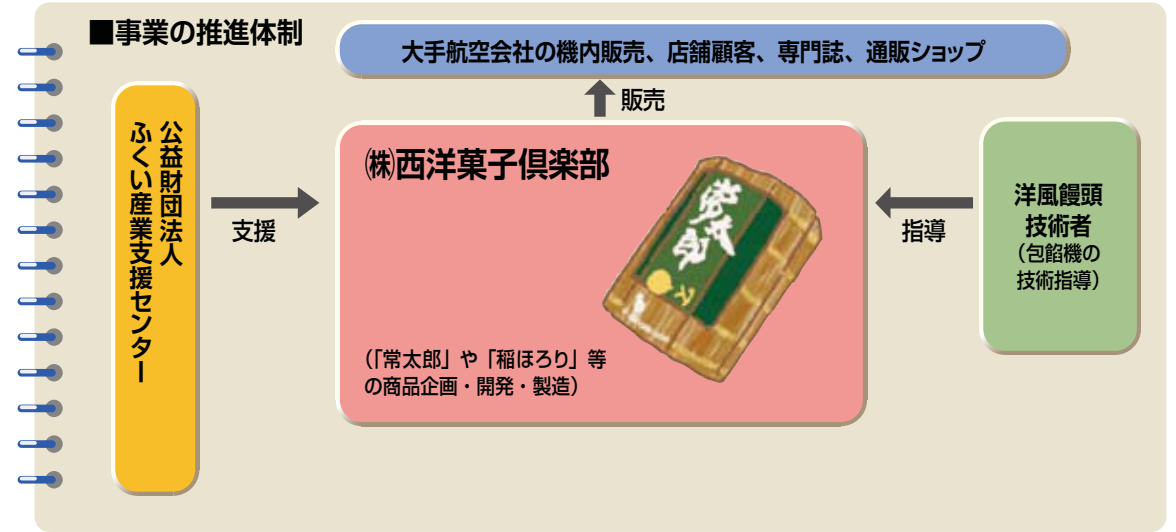 ■事業の推進体制
大手航空会社の機内販売、店舗顧客、専門誌、通販ショップ
販売
公益財団法人
ふくい産業支援センター
支援
㈱西洋菓子倶楽部
常太郎
（「常太郎」や「稲ほろり」等
の商品企画・開発・製造）
指導
洋風饅頭
技術者
（包餡機の
技術指導）